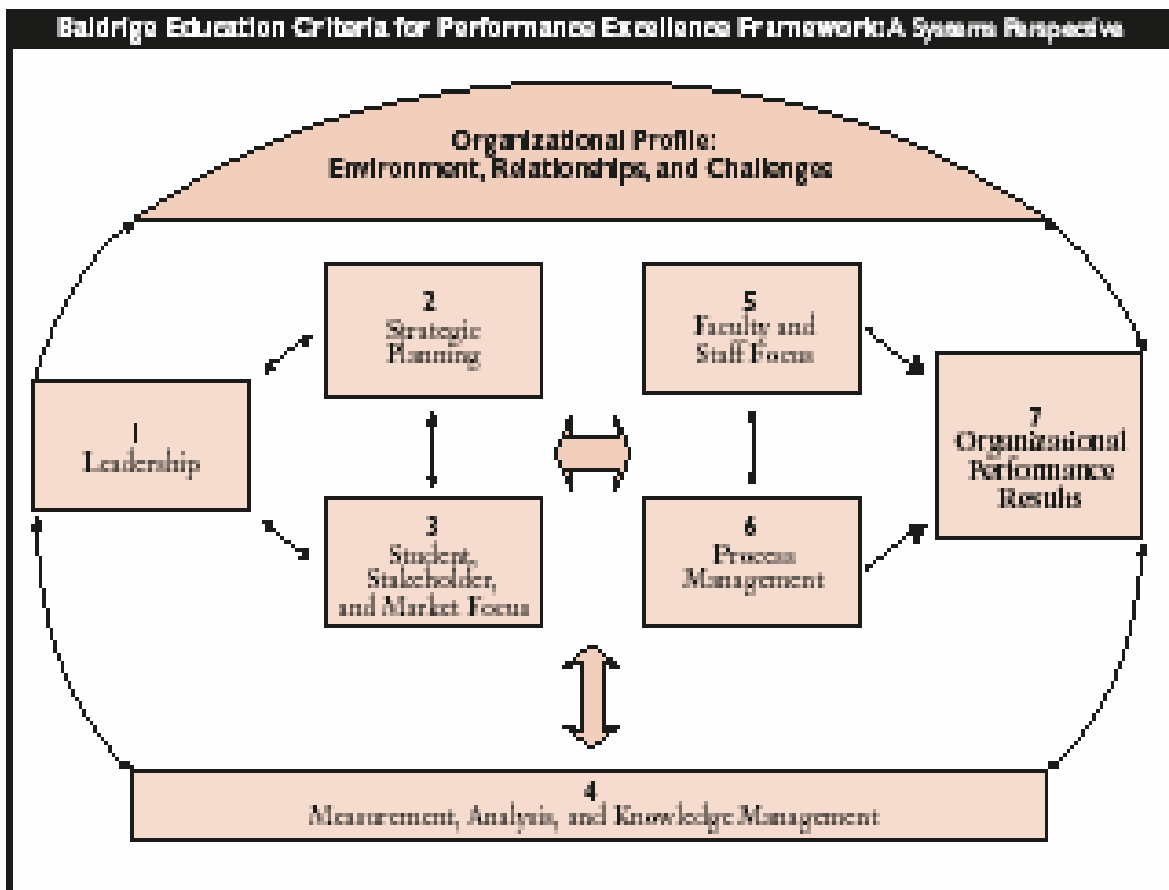 Baldrige Education Criteria for Performance Excellence Framework: A Systems Perspective
Organizational Profile:
Environment, Relationships, and Challenges
2
Strategic
Planning
5
Faculty and
Staff Focus
1
Leadership
7
Organizational
Performance
Results
3
Student,
Stakeholder,
and Market Focus
6
Process
Management
4
Measurement, Analysis, and Knowledge Management